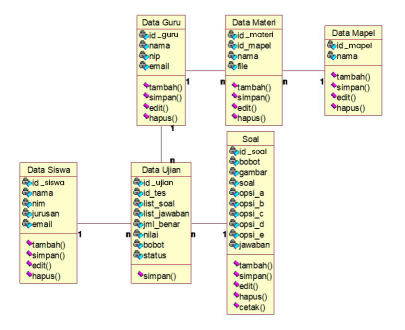 Data Guru
id_guru
nama
nip
email
tambah()
simpan()
edit()
hapus()
Data Materi
id_materi
id_mapel
nama
file
tambah()
simpan()
edit()
hapus()
Data Mapel
id_mapel
nama
tambah()
simpan()
edit()
hapus()
1
n
n
1
1
n
Data Siswa
id_siswa
nama
nim
jurusan
email
tambah()
simpan()
edit()
hapus()
Data Ujian
id_ujian
id_tes
list_soal
list_jawaban
jml_benar
nilai
bobot
status
simpan()
Soal
id_soal
bobot
gambar
soal
opsi_a
opsi_b
opsi_c
opsi_d
opsi_e
jawaban
tambah()
simpan()
edit()
hapus()
cetak()
1
n
n
1